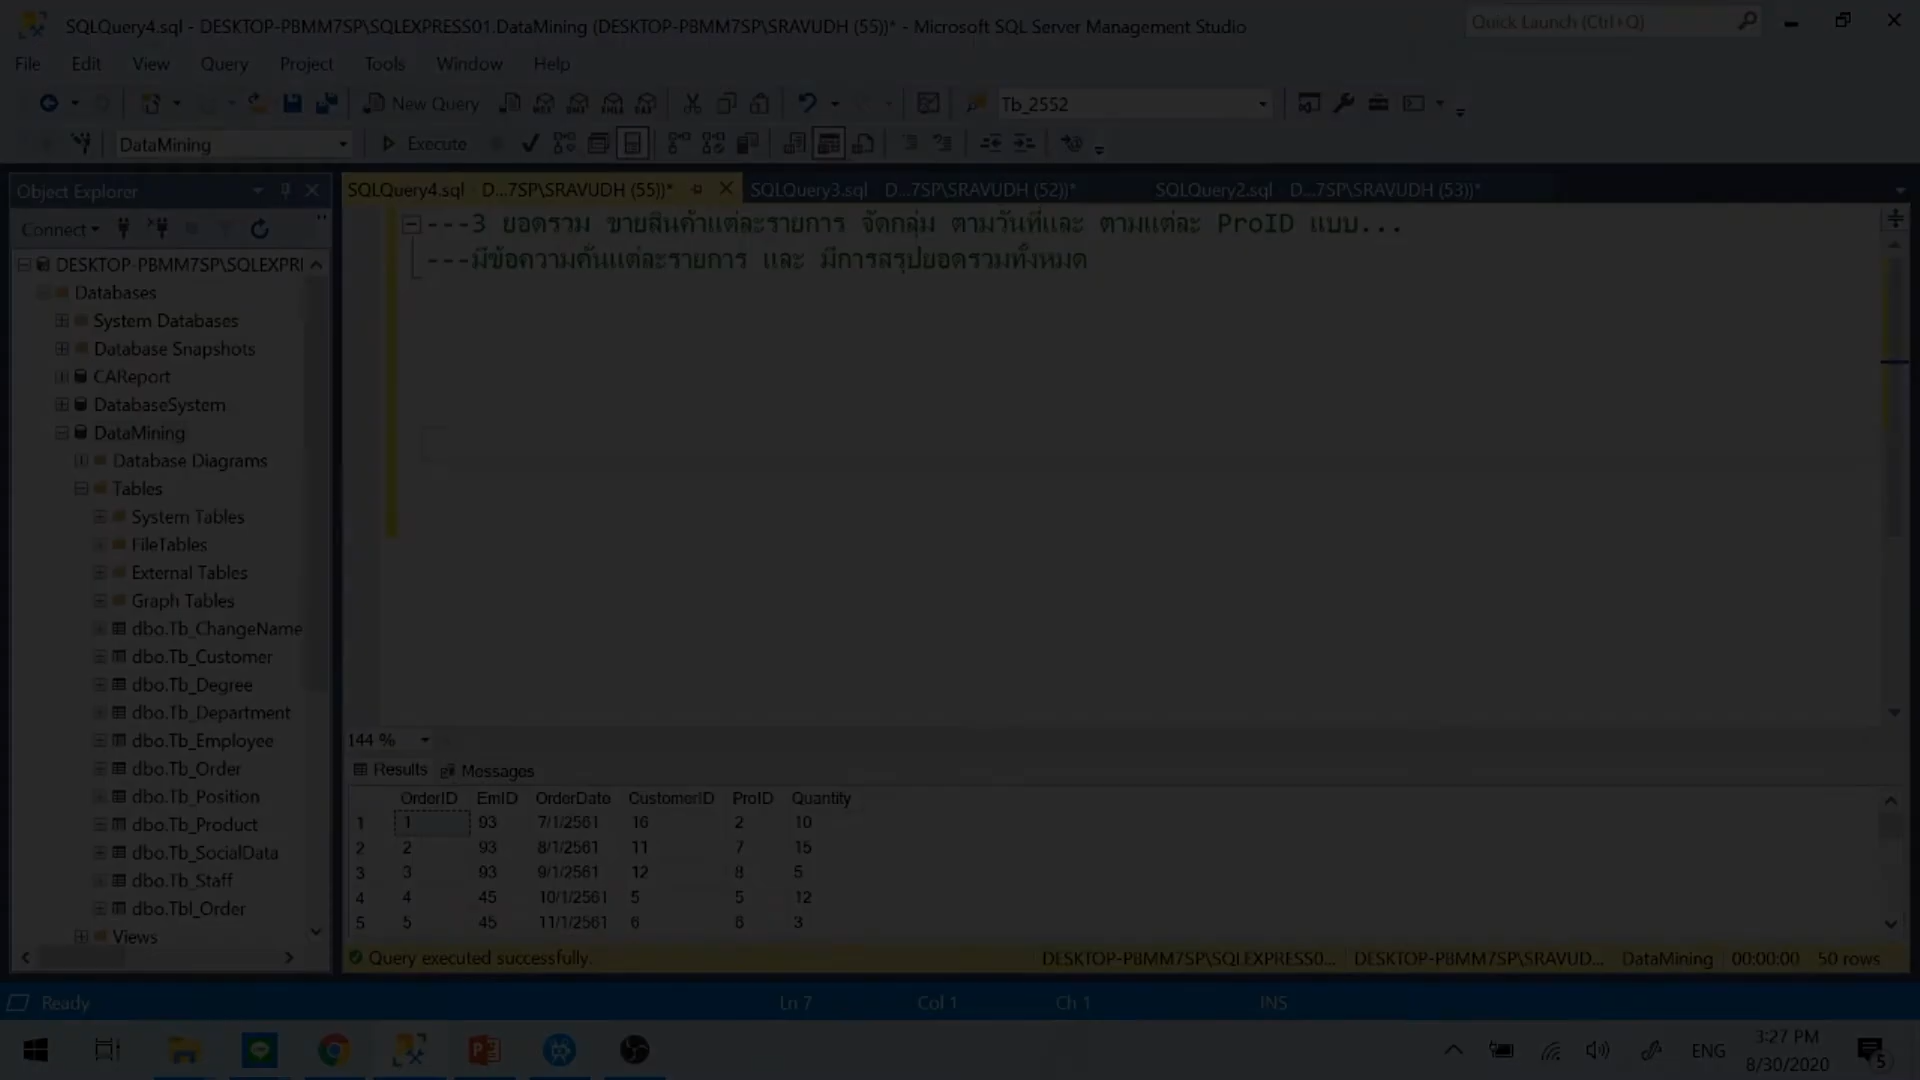 SQLQuery4.sql - DESKTOP-PBMM7SP\SQLEXPRESS01.DataMining (DESKTOP-PBMM7SP\SRAVUDH (55))* - Microsoft SQL Server Management Studio
Quick Launch (Ctrl+Q)
File Edit View Query Project Tools Window Help
New Query
Tb_2552
DataMining
Execute
Object Explorer
SQLQuery4.sql - D...7SP\SRAVUDH (55))*
SQLQuery3.sql - D...7SP\SRAVUDH (52))*
SQLQuery2.sql - D...7SP\SRAVUDH (53))*
Connect
DESKTOP-PBMM7SP\SQLEXPRI
Databases
System Databases
Database Snapshots
CAReport
DatabaseSystem
DataMining
Database Diagrams
Tables
System Tables
FileTables
External Tables
Graph Tables
dbo.Tb_ChangeName
dbo.Tb_Customer
dbo.Tb_Degree
dbo.Tb_Department
dbo.Tb_Employee
dbo.Tb_Order
dbo.Tb_Position
dbo.Tb_Product
dbo.Tb_SocialData
dbo.Tb_Staff
dbo.Tbl_Order
Views
---3 ยอดรวม ขายสินค้าแต่ละรายการ จัดกลุ่ม ตามวันที่และ ตามแต่ละ ProID แบบ...
---มีข้อความคั่นแต่ละรายการ และ มีการสรุปยอดรวมทั้งหมด
144 %
Results Messages
OrderID EmID OrderDate CustomerID ProID Quantity
1 1 93 7/1/2561 16 2 10
2 2 93 8/1/2561 11 7 15
3 3 93 9/1/2561 12 8 5
4 4 45 10/1/2561 5 5 12
5 5 45 11/1/2561 6 6 3
Query executed successfully.
DESKTOP-PBMM7SP\SQLEXPRESS0... DESKTOP-PBMM7SP\SRAVUD... DataMining 00:00:00 50 rows
Ready Ln 7 Col 1 Ch 1 INS
ENG
3:27 PM
8/30/2020
5